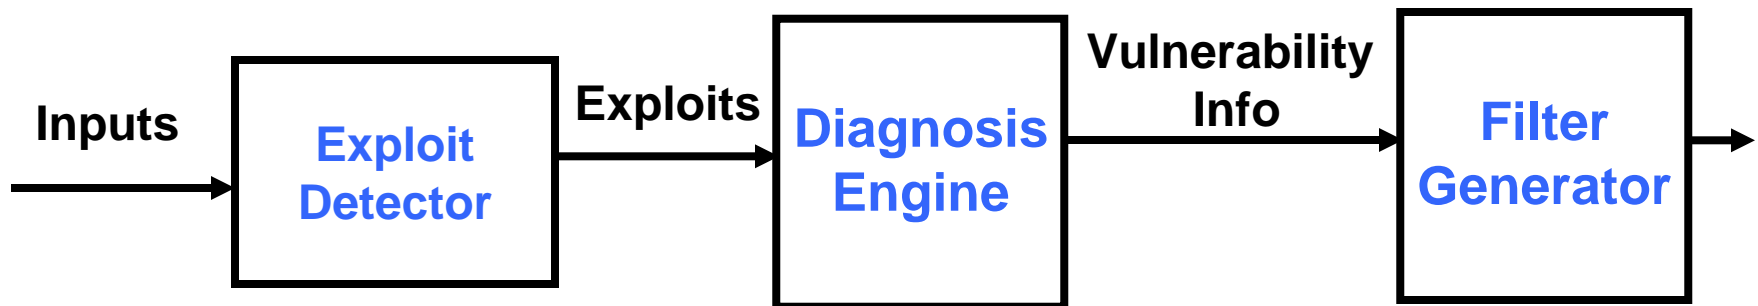 Inputs
Exploit
Detector
Exploits
Diagnosis
Engine
Vulnerability
Info
Filter
Generator